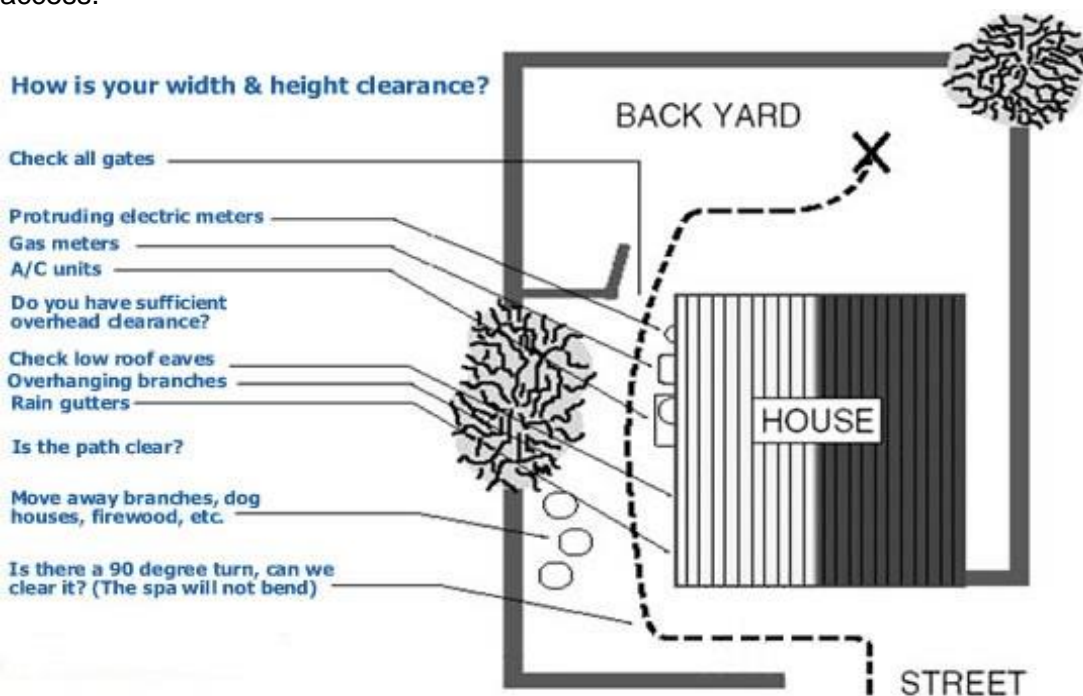 access.
How is your width & height clearance?
BACK YARD
Check all gates
Protruding electric meters
Gas meters
A/C units
Do you have sufficient
overhead clearance?
Check low roof eaves
Overhanging branches
Rain gutters
HOUSE
Is the path clear?
Move away branches, dog
houses, firewood, etc.
Is there a 90 degree turn, can we
clear it? (The spa will not bend)
STREET